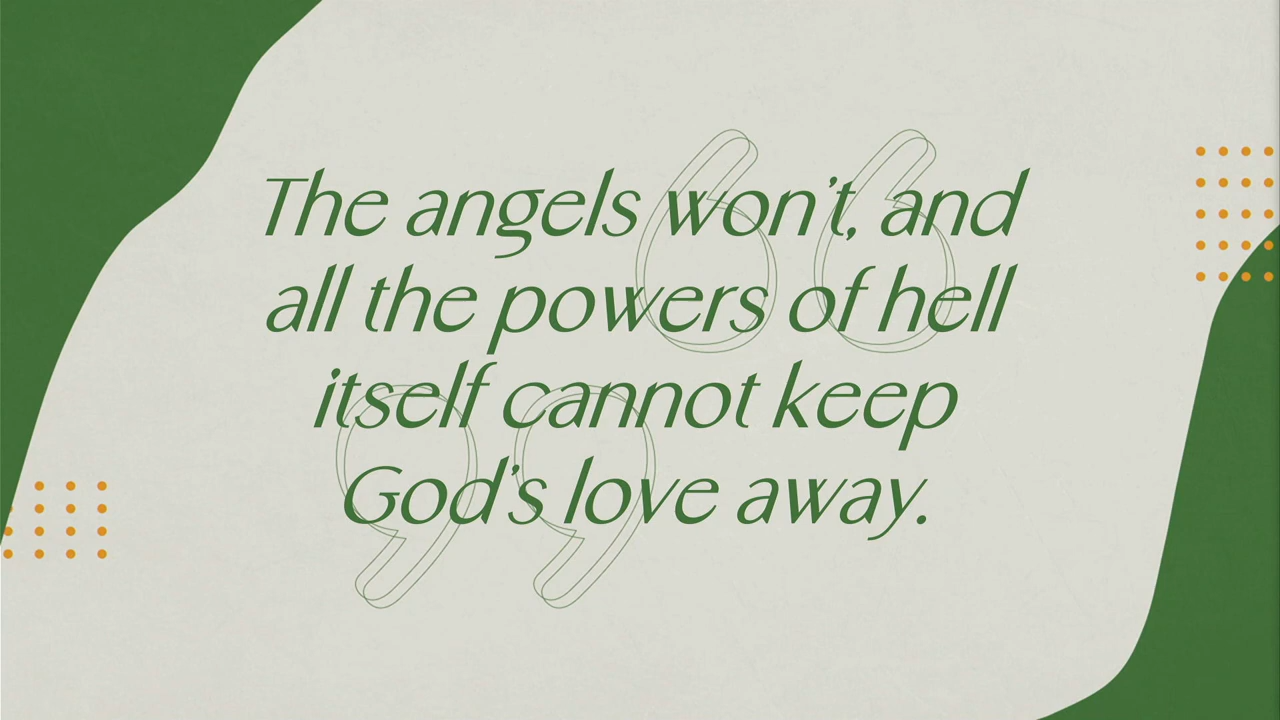 The angels won't, and
all the powers of hell
itself cannot keep
God's love away.